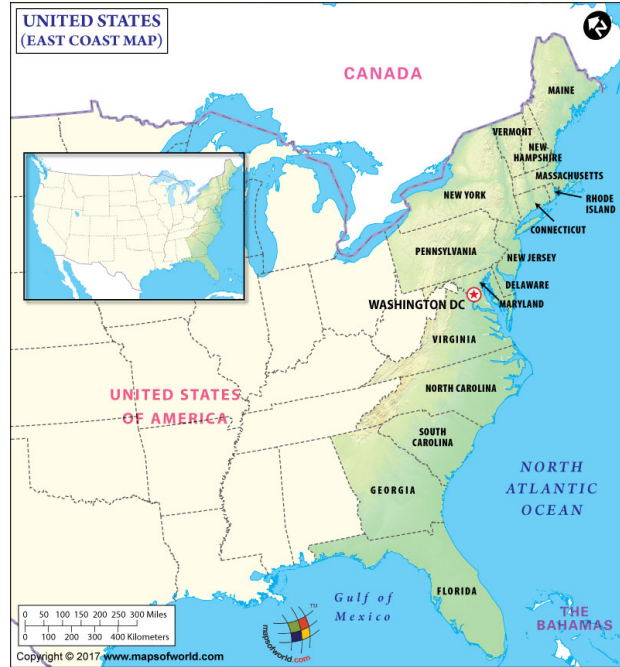 UNITED STATES
(EAST COAST MAP)
CANADA
MAINE
VERMONT
NEW
HAMPSHIRE
MASSACHUSETTS
NEW YORK
RHODE
ISLAND
CONNECTICUT
PENNSYLVANIA
NEW JERSEY
DELAWARE
MARYLAND
WASHINGTON DC
VIRGINIA
UNITED STATES
OF AMERICA
NORTH CAROLINA
SOUTH
CAROLINA
GEORGIA
NORTH
ATLANTIC
OCEAN
FLORIDA
Gulf of
Mexico
THE
BAHAMAS
TM
mapsofworld.com
0 50 100 150 200 250 300 Miles
0 100 200 300 400 Kilometers
Copyright © 2017 www.mapsofworld.com